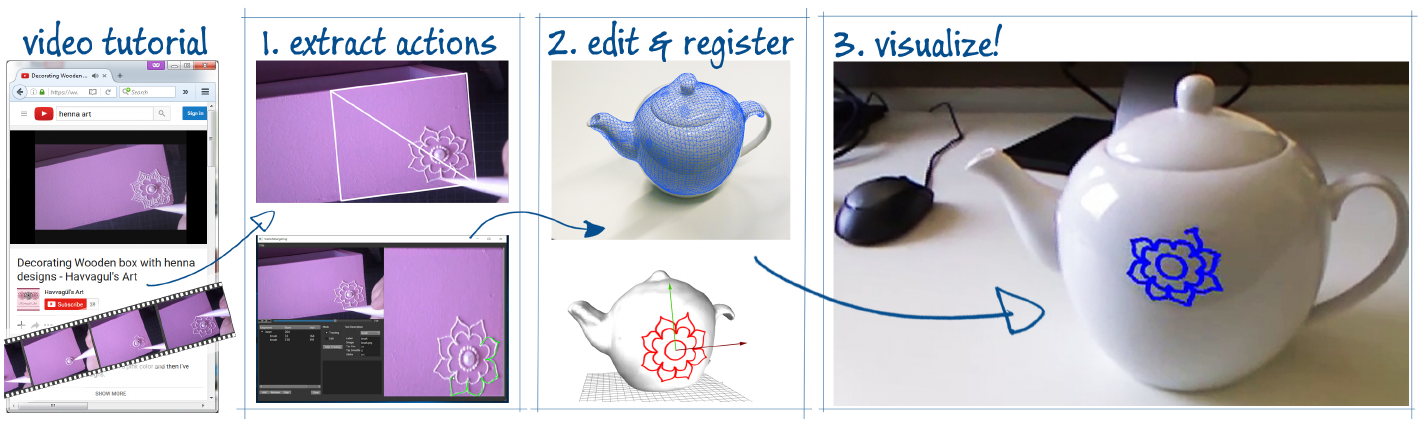 video tutorial
1. extract actions
2. edit & register
3. visualize!
Decorating Wooden ...
https://ww
Search
henna art
Sign in
Decorating Wooden box with henna
designs - Havvagul's Art
Havvagül's Art
Subscribe
and then I've
SHOW MORE